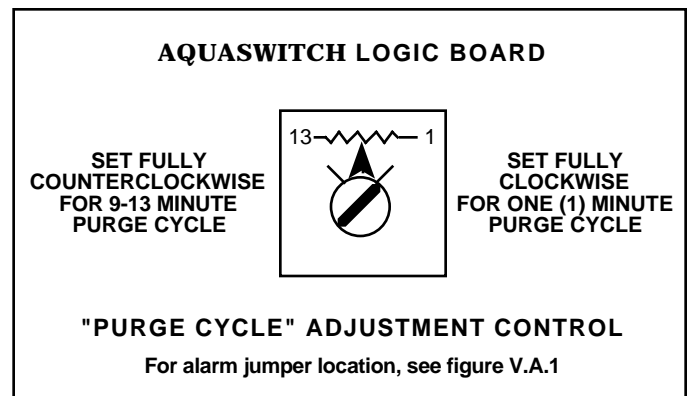 AQUASWITCH LOGIC BOARD
13 1
SET FULLY
COUNTERCLOCKWISE
FOR 9-13 MINUTE
PURGE CYCLE
SET FULLY
CLOCKWISE
FOR ONE (1) MINUTE
PURGE CYCLE
"PURGE CYCLE" ADJUSTMENT CONTROL
For alarm jumper location, see figure V.A.1